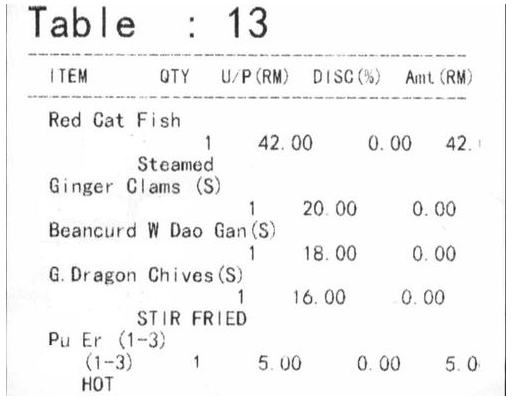 Table : 13
ITEM QTY U/P(RM) DISC(%) Amt(RM)
Red Cat Fish
1 42.00 0.00 42.
Steamed
Ginger Clams (S)
1 20.00 0.00
Beancurd W Dao Gan(S)
1 18.00 0.00
G.Dragon Chives(S)
1 16.00 0.00
STIR FRIED
Pu Er (1-3)
(1-3) 1 5.00 0.00 5.0
HOT